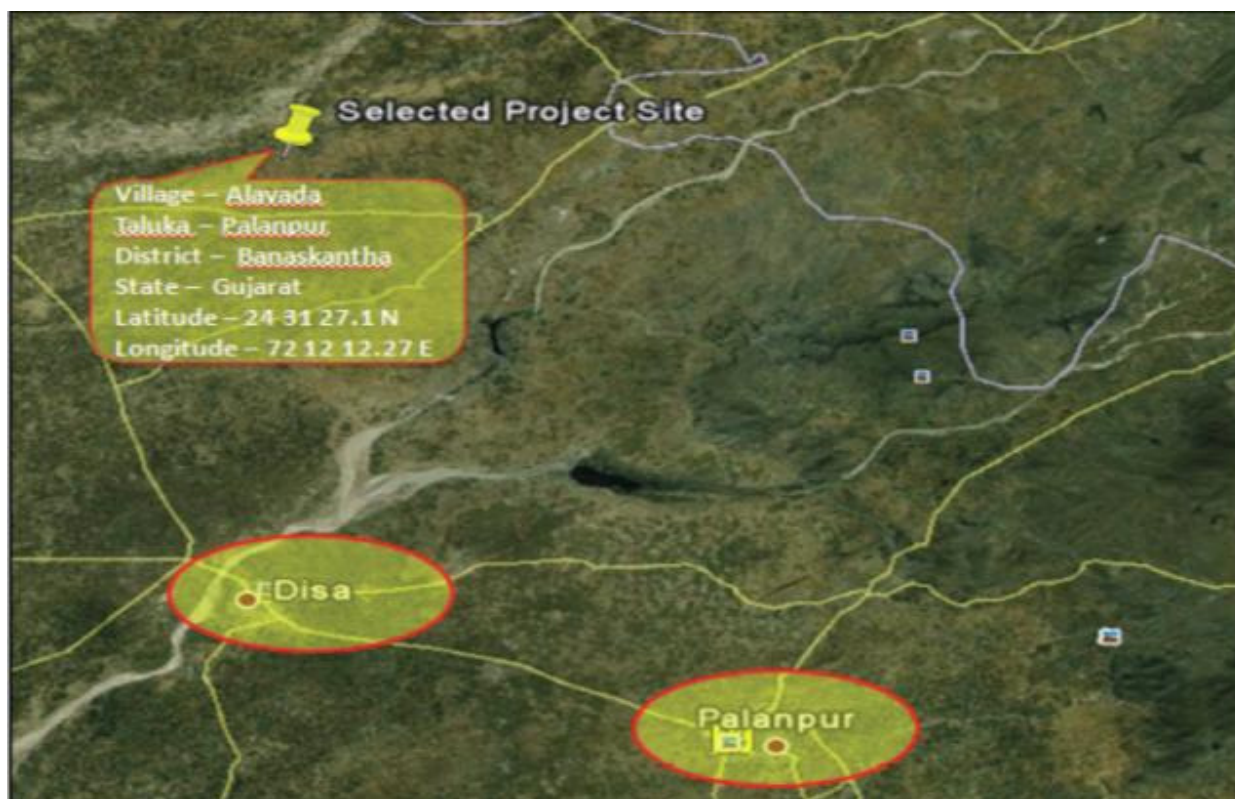 Selected Project Site
Village – Alavada
Taluka – Palanpur
District – Banaskantha
State – Gujarat
Latitude – 24 31 27.1 N
Longitude – 72 12 12.27 E
Disa
Palanpur